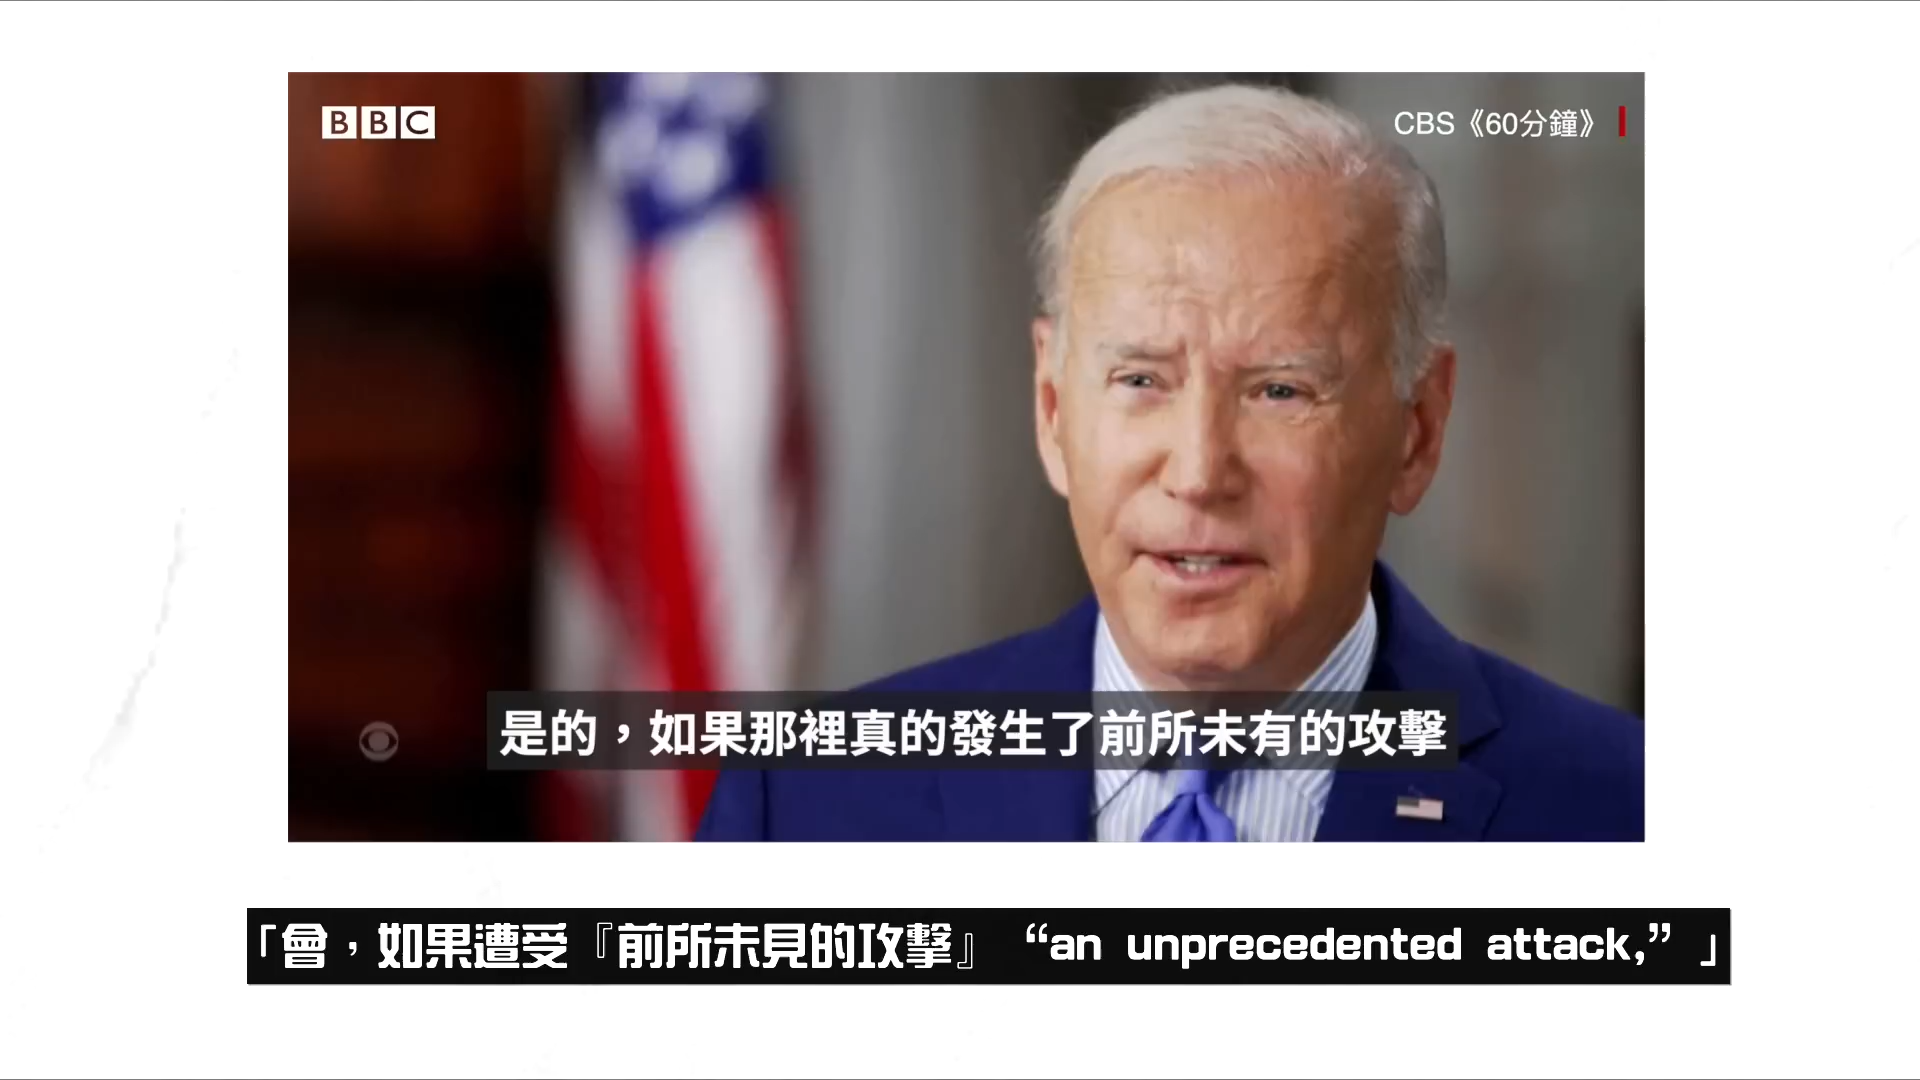 BBC
CBS《60分鐘》
是的，如果那裡真的發生了前所未有的攻擊
「會，如果遭受『前所未見的攻擊』 “an unprecedented attack,” 」